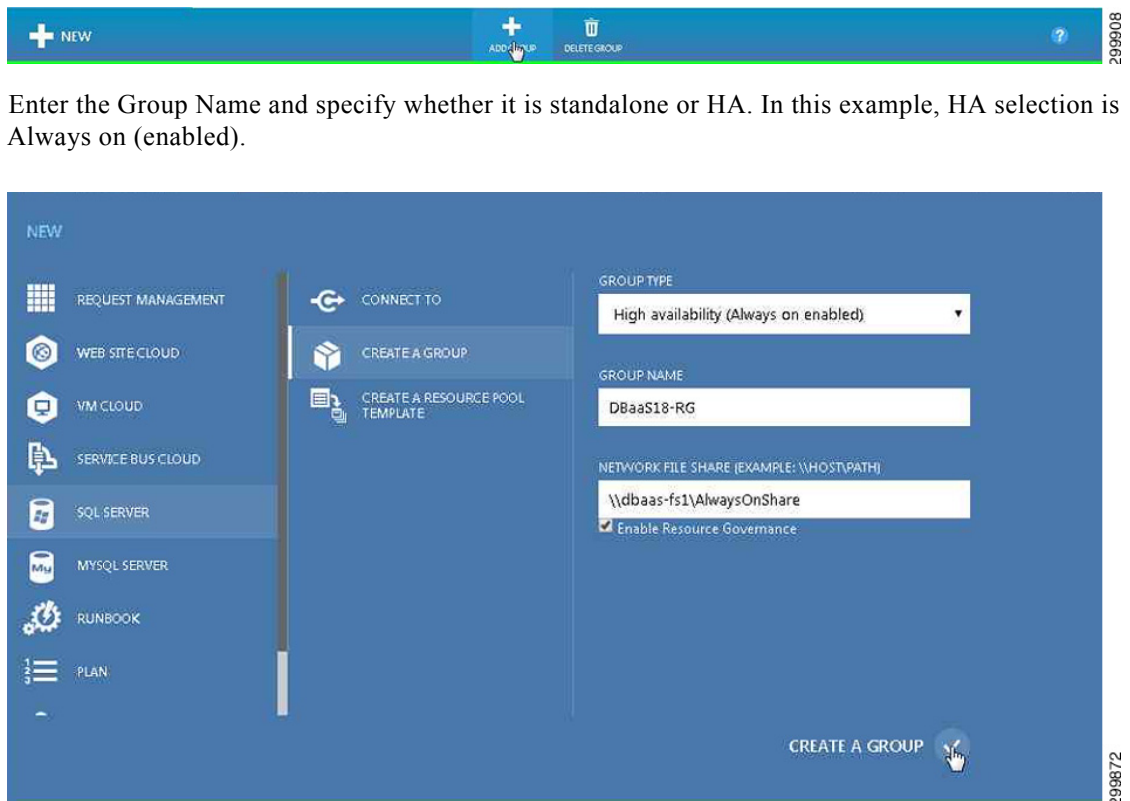 NEW
ADD GROUP
DELETE GROUP
?
299908
Enter the Group Name and specify whether it is standalone or HA. In this example, HA selection is
Always on (enabled).
NEW
REQUEST MANAGEMENT
WEB SITE CLOUD
VM CLOUD
SERVICE BUS CLOUD
SQL SERVER
My
MYSQL SERVER
RUNBOOK
1
2
3
PLAN
CONNECT TO
CREATE A GROUP
CREATE A RESOURCE POOL
TEMPLATE
GROUP TYPE
High availability (Always on enabled)
GROUP NAME
DBaaS18-RG
NETWORK FILE SHARE (EXAMPLE: \\HOST\PATH)
\\dbaas-fs1\AlwaysOnShare
Enable Resource Governance
CREATE A GROUP
299872